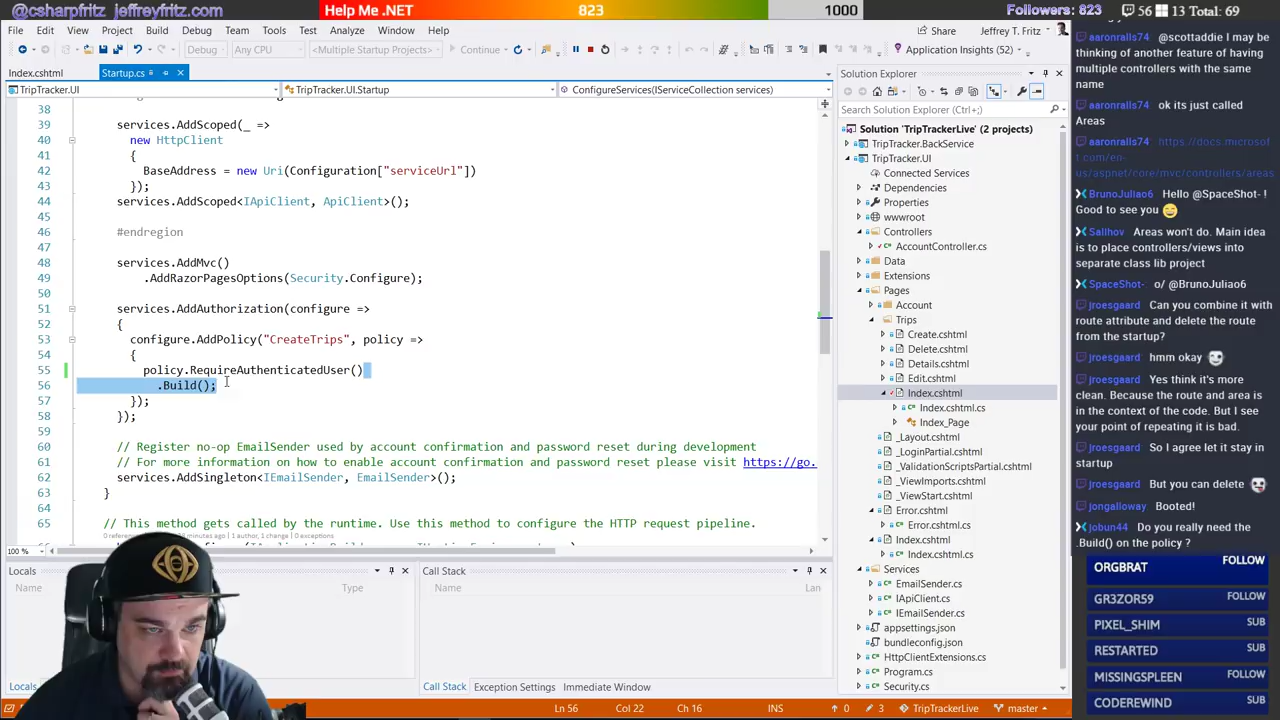 @csharpfritz jeffreyfritz.com
Help Me .NET
823
1000
Followers: 823
56 13 Total: 69
File Edit View Project Build Debug Team Tools Test Analyze Window Help
Share
Jeffrey T. Fritz
Debug
Any CPU
<Multiple Startup Projects>
Continue
Application Insights (52)
Index.cshtml
Startup.cs
TripTracker.UI
TripTracker.UI.Startup
ConfigureServices(IServiceCollection services)
38
39 services.AddScoped(_ =>
40 new HttpClient
41 {
42 BaseAddress = new Uri(Configuration["serviceUrl"])
43 });
44 services.AddScoped<IApiClient, ApiClient>();
45
46 #endregion
47
48 services.AddMvc()
49 .AddRazorPagesOptions(Security.Configure);
50
51 services.AddAuthorization(configure =>
52 {
53 configure.AddPolicy("CreateTrips", policy =>
54 {
55 policy.RequireAuthenticatedUser()
56 .Build();
57 });
58 });
59
60 // Register no-op EmailSender used by account confirmation and password reset during development
61 // For more information on how to enable account confirmation and password reset please visit https://go.
62 services.AddSingleton<IEmailSender, EmailSender>();
63 }
64
65 // This method gets called by the runtime. Use this method to configure the HTTP request pipeline.
100 %
Locals
Name
Type
Locals
Call Stack
Name
Lan
Call Stack
Exception Settings
Immediate Window
Solution Explorer
Search Solution Explorer (Ctrl+;)
Solution 'TripTrackerLive' (2 projects)
TripTracker.BackService
TripTracker.UI
Connected Services
Dependencies
Properties
wwwroot
Controllers
AccountController.cs
Data
Extensions
Pages
Account
Trips
Create.cshtml
Delete.cshtml
Details.cshtml
Edit.cshtml
Index.cshtml
Index.cshtml.cs
Index_Page
_Layout.cshtml
_LoginPartial.cshtml
_ValidationScriptsPartial.cshtml
_ViewImports.cshtml
_ViewStart.cshtml
Error.cshtml
Error.cshtml.cs
Index.cshtml
Index.cshtml.cs
Services
EmailSender.cs
IApiClient.cs
IEmailSender.cs
appsettings.json
bundleconfig.json
HttpClientExtensions.cs
Program.cs
Security.cs
Ln 56
Col 22
Ch 16
INS
0
3
TripTrackerLive
master
aaronralls74 @scottaddie I may be
thinking of another feature of having
multiple controllers with the same
name
aaronralls74 ok its just called
Areas
aaronralls74 https://docs.microsof
t.com/en-
us/aspnet/core/mvc/controllers/areas
BrunoJuliao6 Hello @SpaceShot- !
Good to see you
Salihov Areas won't do. Main idea
is to place controllers/views into
separate class lib project
SpaceShot- o/ @BrunoJuliao6
jroesgaard Can you combine it with
route attribute and delete the route
from the startup?
jroesgaard hmm okay
jroesgaard Yes think it's more
clean. Because the route and area is
in the context of the code. But I see
your point of repeating it is bad.
jroesgaard So I agree let it stay in
startup
jroesgaard But you can delete
jongalloway Booted!
jobun44 Do you really need the
.Build() on the policy ?
ORGBRAT FOLLOW
GR3ZOR59 FOLLOW
PIXEL_SHIM SUB
RESTARTED SUB
MISSINGSPLEEN FOLLOW
CODEREWIND SUB